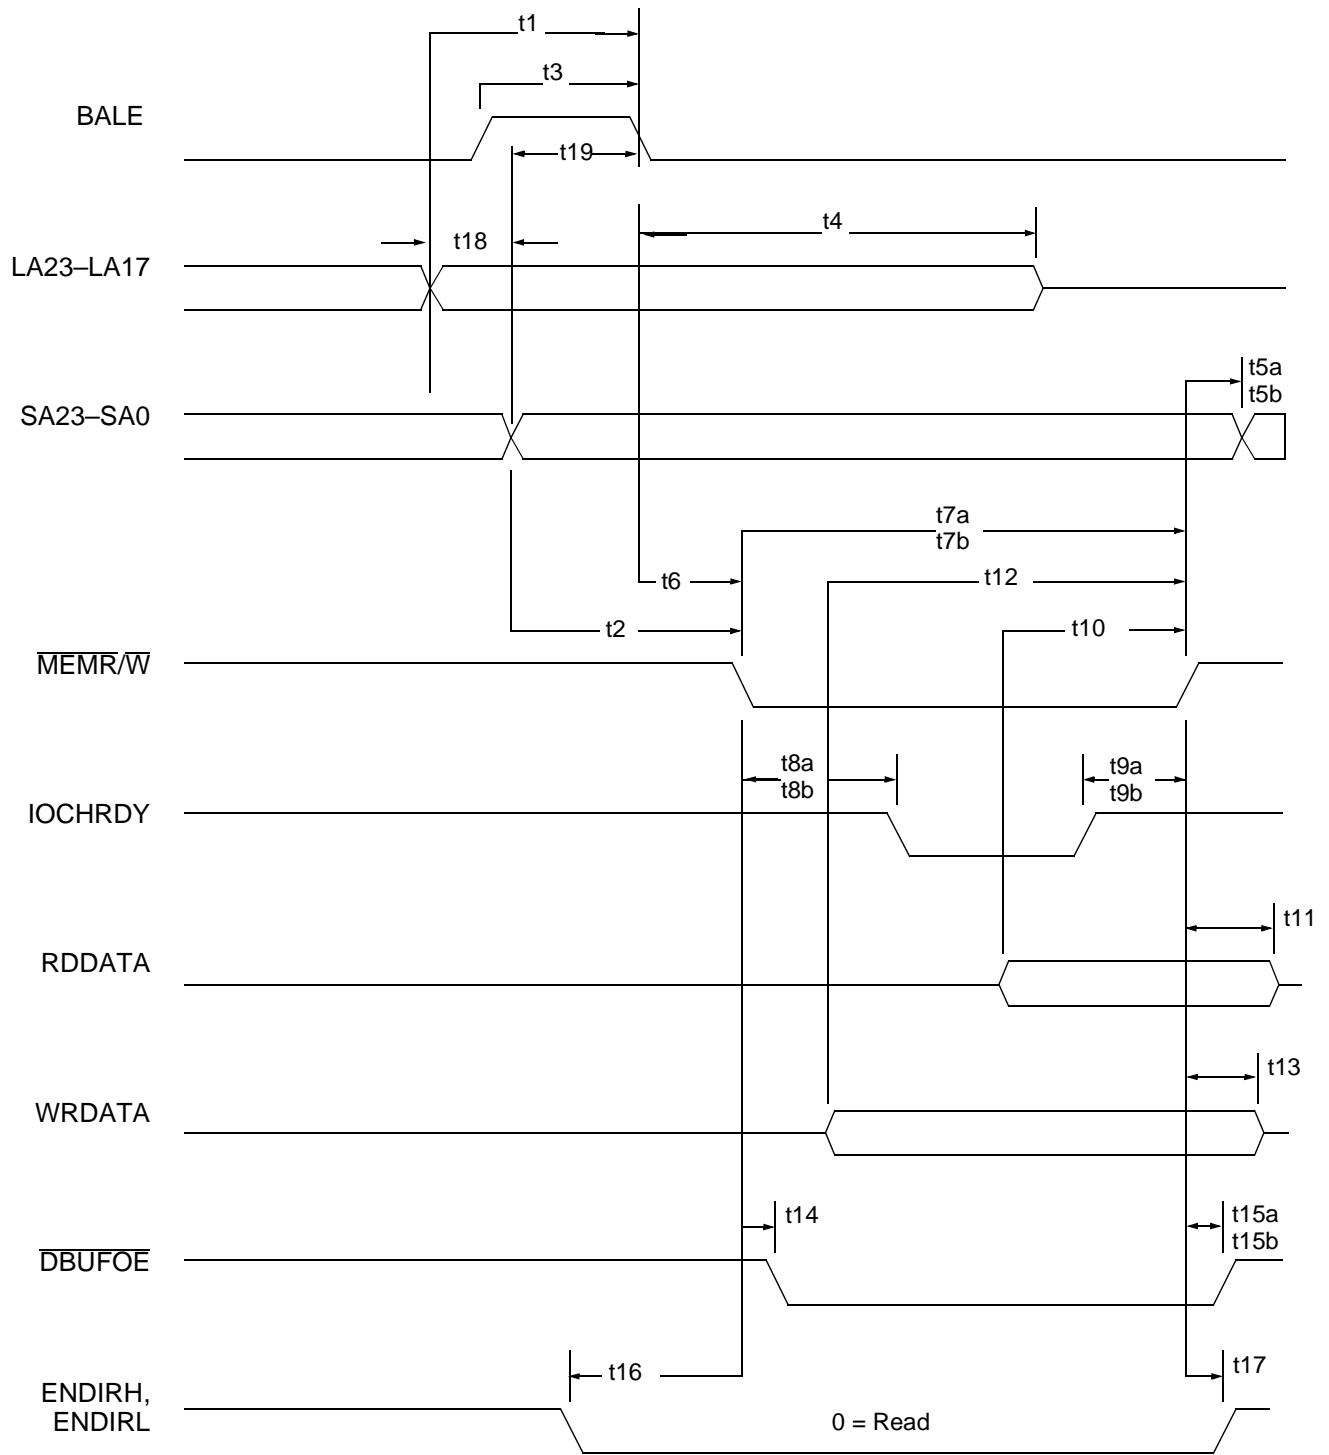 t1
t3
BALE
t19
t4
t18
LA23–LA17
t5a
t5b
SA23–SA0
t7a
t7b
t6
t12
t2
t10
MEMR/W
t8a
t8b
t9a
t9b
IOCHRDY
t11
RDDATA
t13
WRDATA
t14
t15a
t15b
DBUFOE
t16
t17
ENDIRH,
ENDIRL
0 = Read